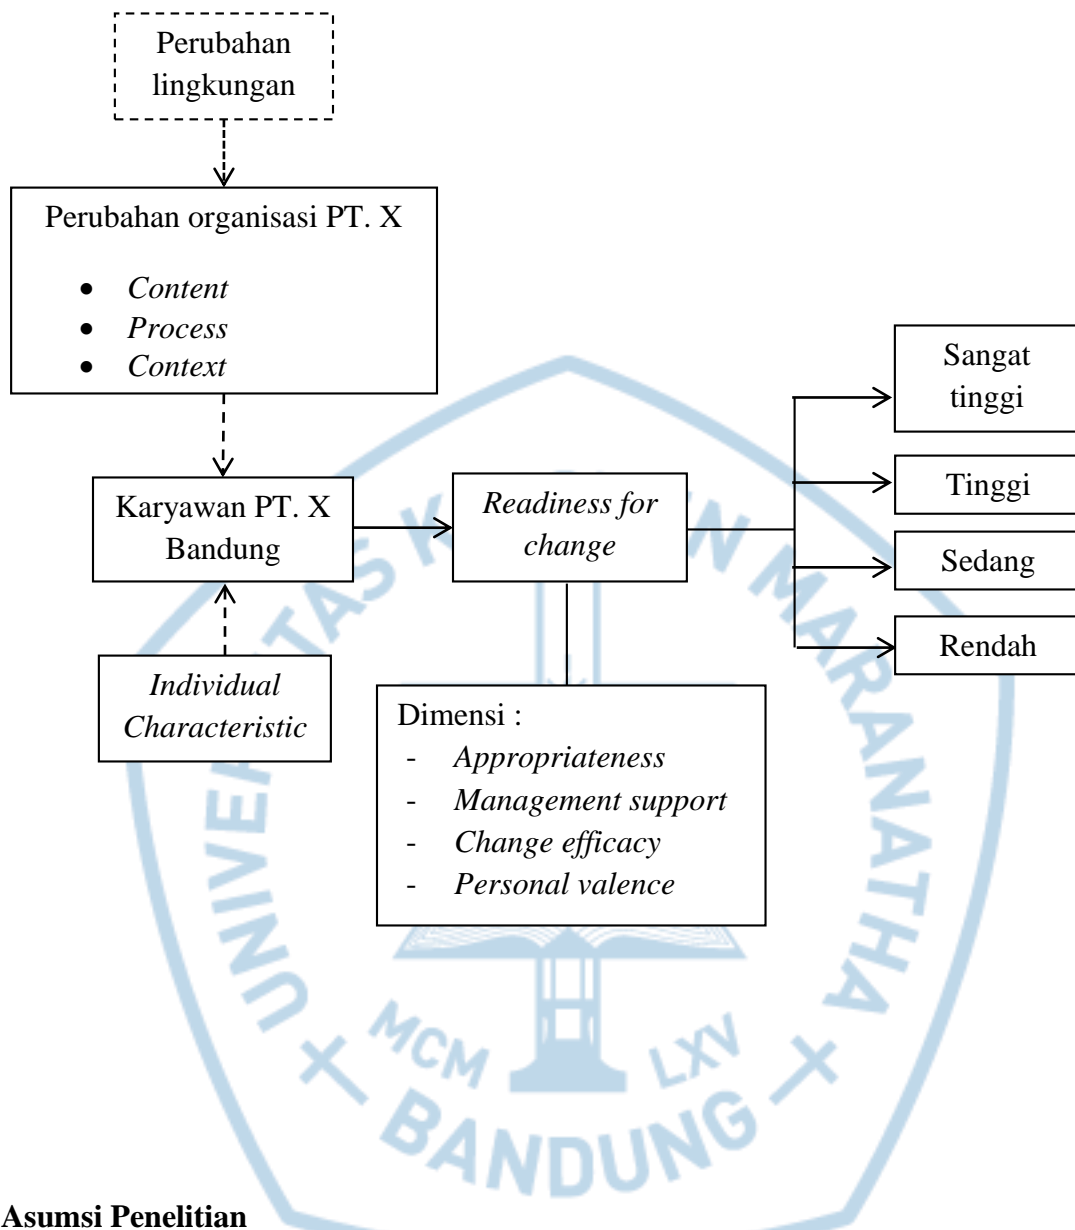 Perubahan
lingkungan
Perubahan organisasi PT. X
• Content
• Process
• Context
Sangat
tinggi
Tinggi
Sedang
Rendah
Karyawan PT. X
Bandung
Readiness for
change
Individual
Characteristic
Dimensi :
- Appropriateness
- Management support
- Change efficacy
- Personal valence
MCM LXV
BANDUNG
Asumsi Penelitian